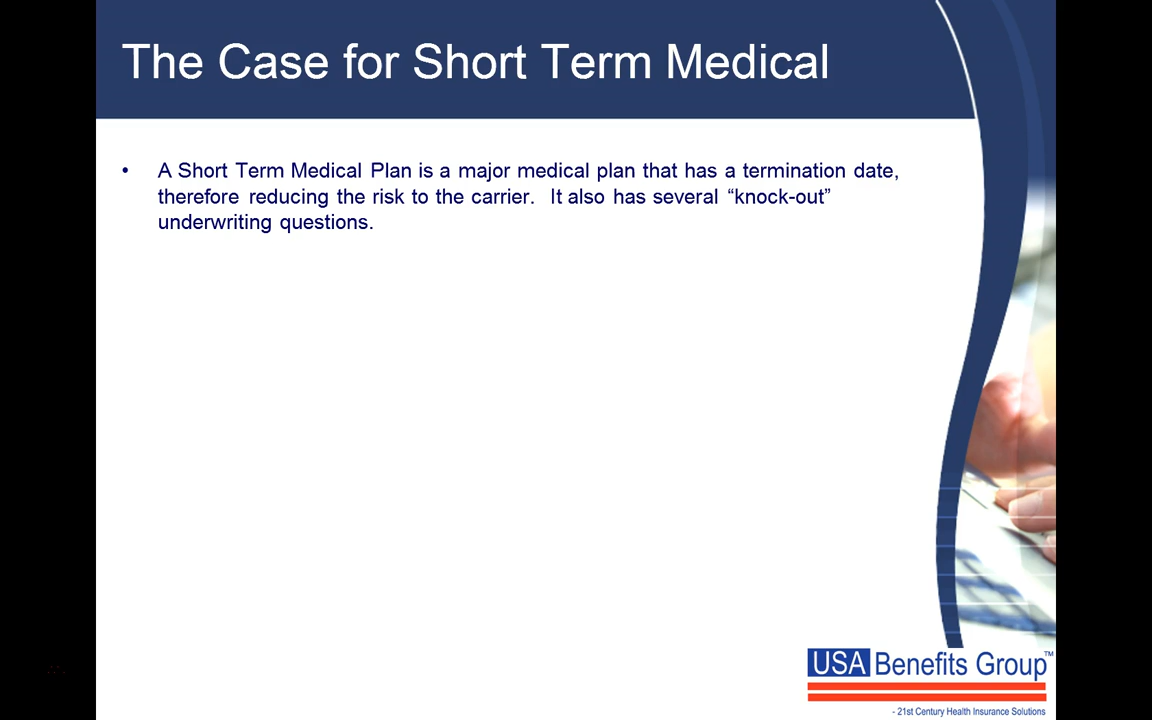 The Case for Short Term Medical
• A Short Term Medical Plan is a major medical plan that has a termination date,
therefore reducing the risk to the carrier.  It also has several “knock-out”
underwriting questions.
USA Benefits Group™
- 21st Century Health Insurance Solutions